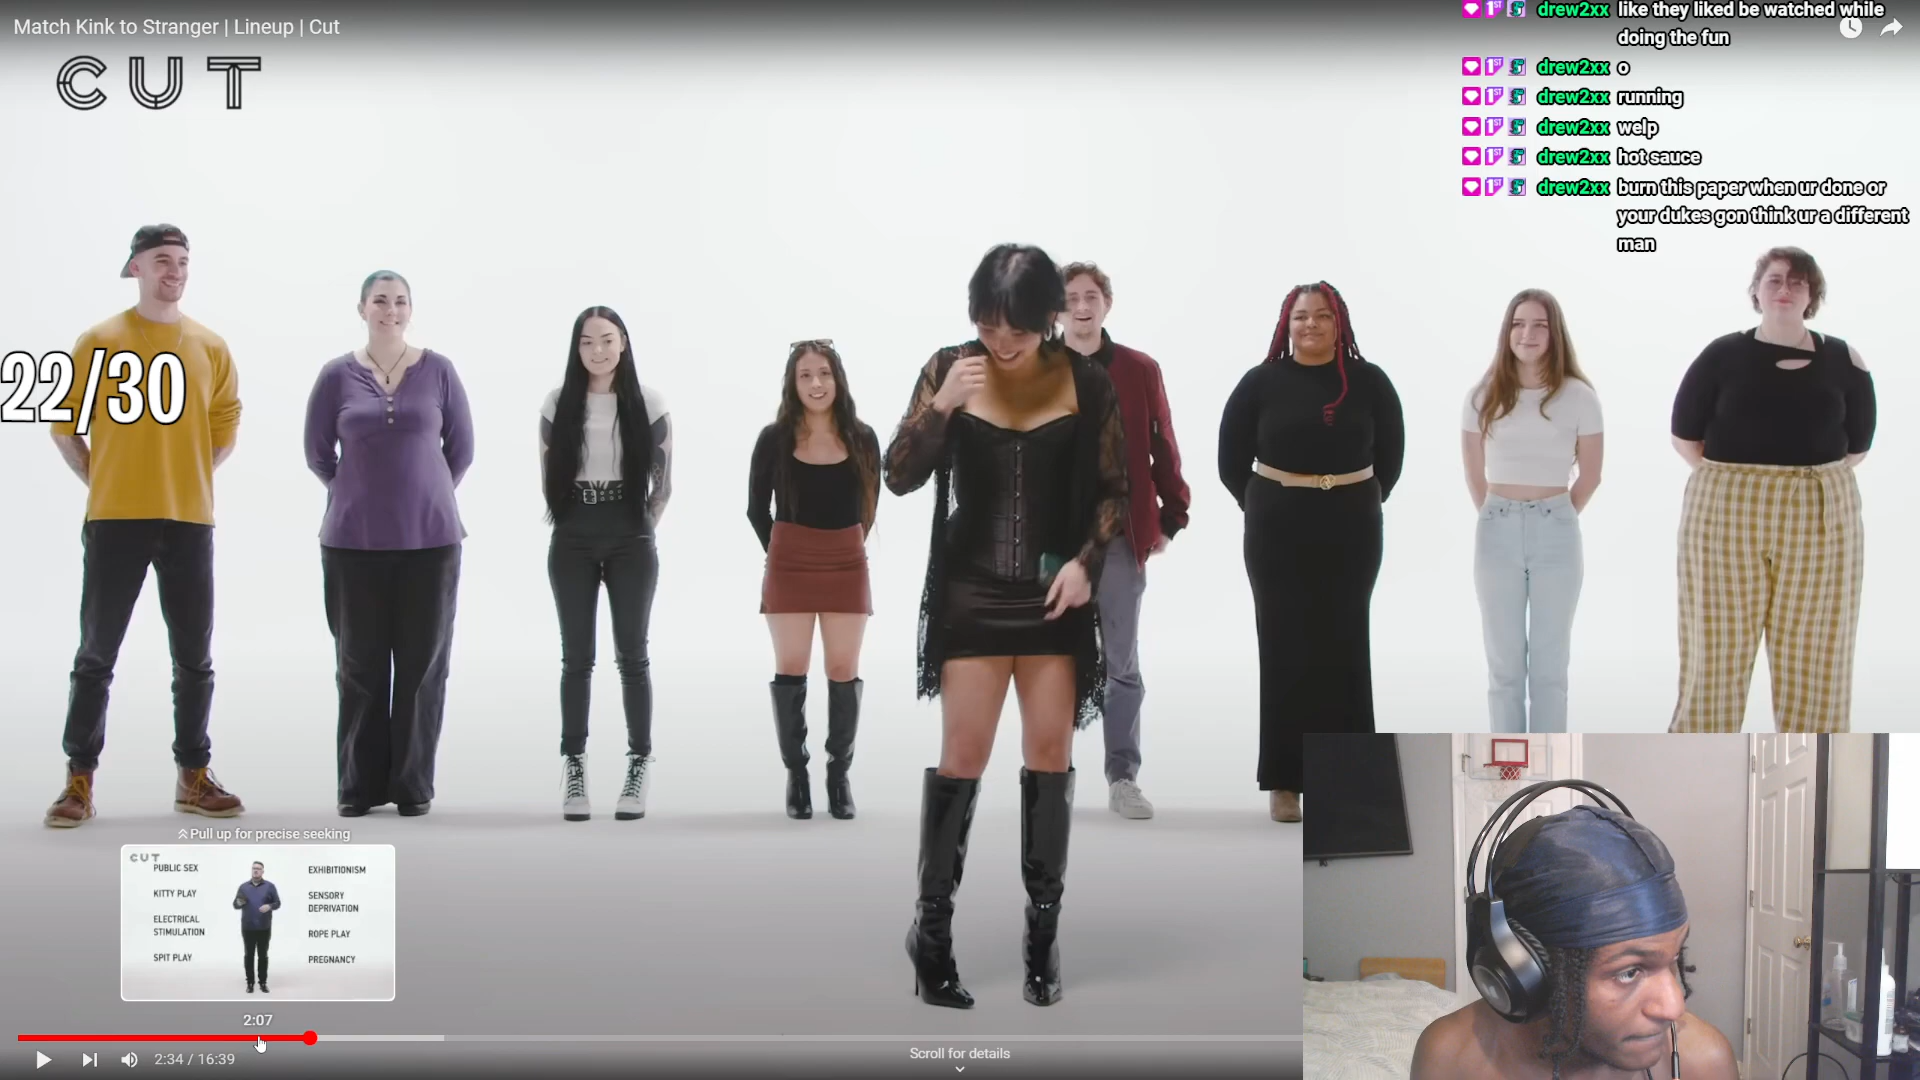 Match Kink to Stranger | Lineup | Cut
CUT
drew2xx like they liked be watched while
doing the fun
drew2xx o
drew2xx running
drew2xx welp
drew2xx hot sauce
drew2xx burn this paper when ur done or
your dukes gon think ur a different
man
22/30
Pull up for precise seeking
CUT
PUBLIC SEX
KITTY PLAY
ELECTRICAL
STIMULATION
SPIT PLAY
EXHIBITIONISM
SENSORY
DEPRIVATION
ROPE PLAY
PREGNANCY
2:07
2:34 / 16:39
Scroll for details